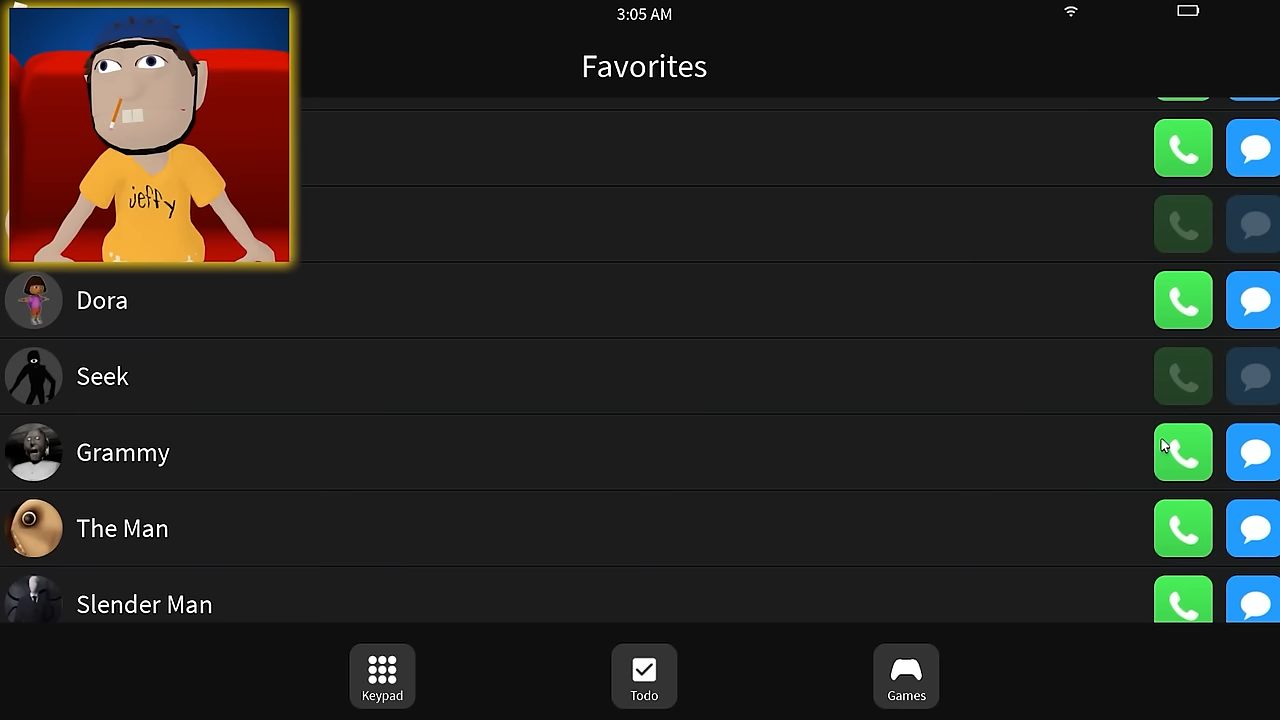 3:05 AM
Favorites
jeffy
Dora
Seek
Grammy
The Man
Slender Man
Keypad
Todo
Games